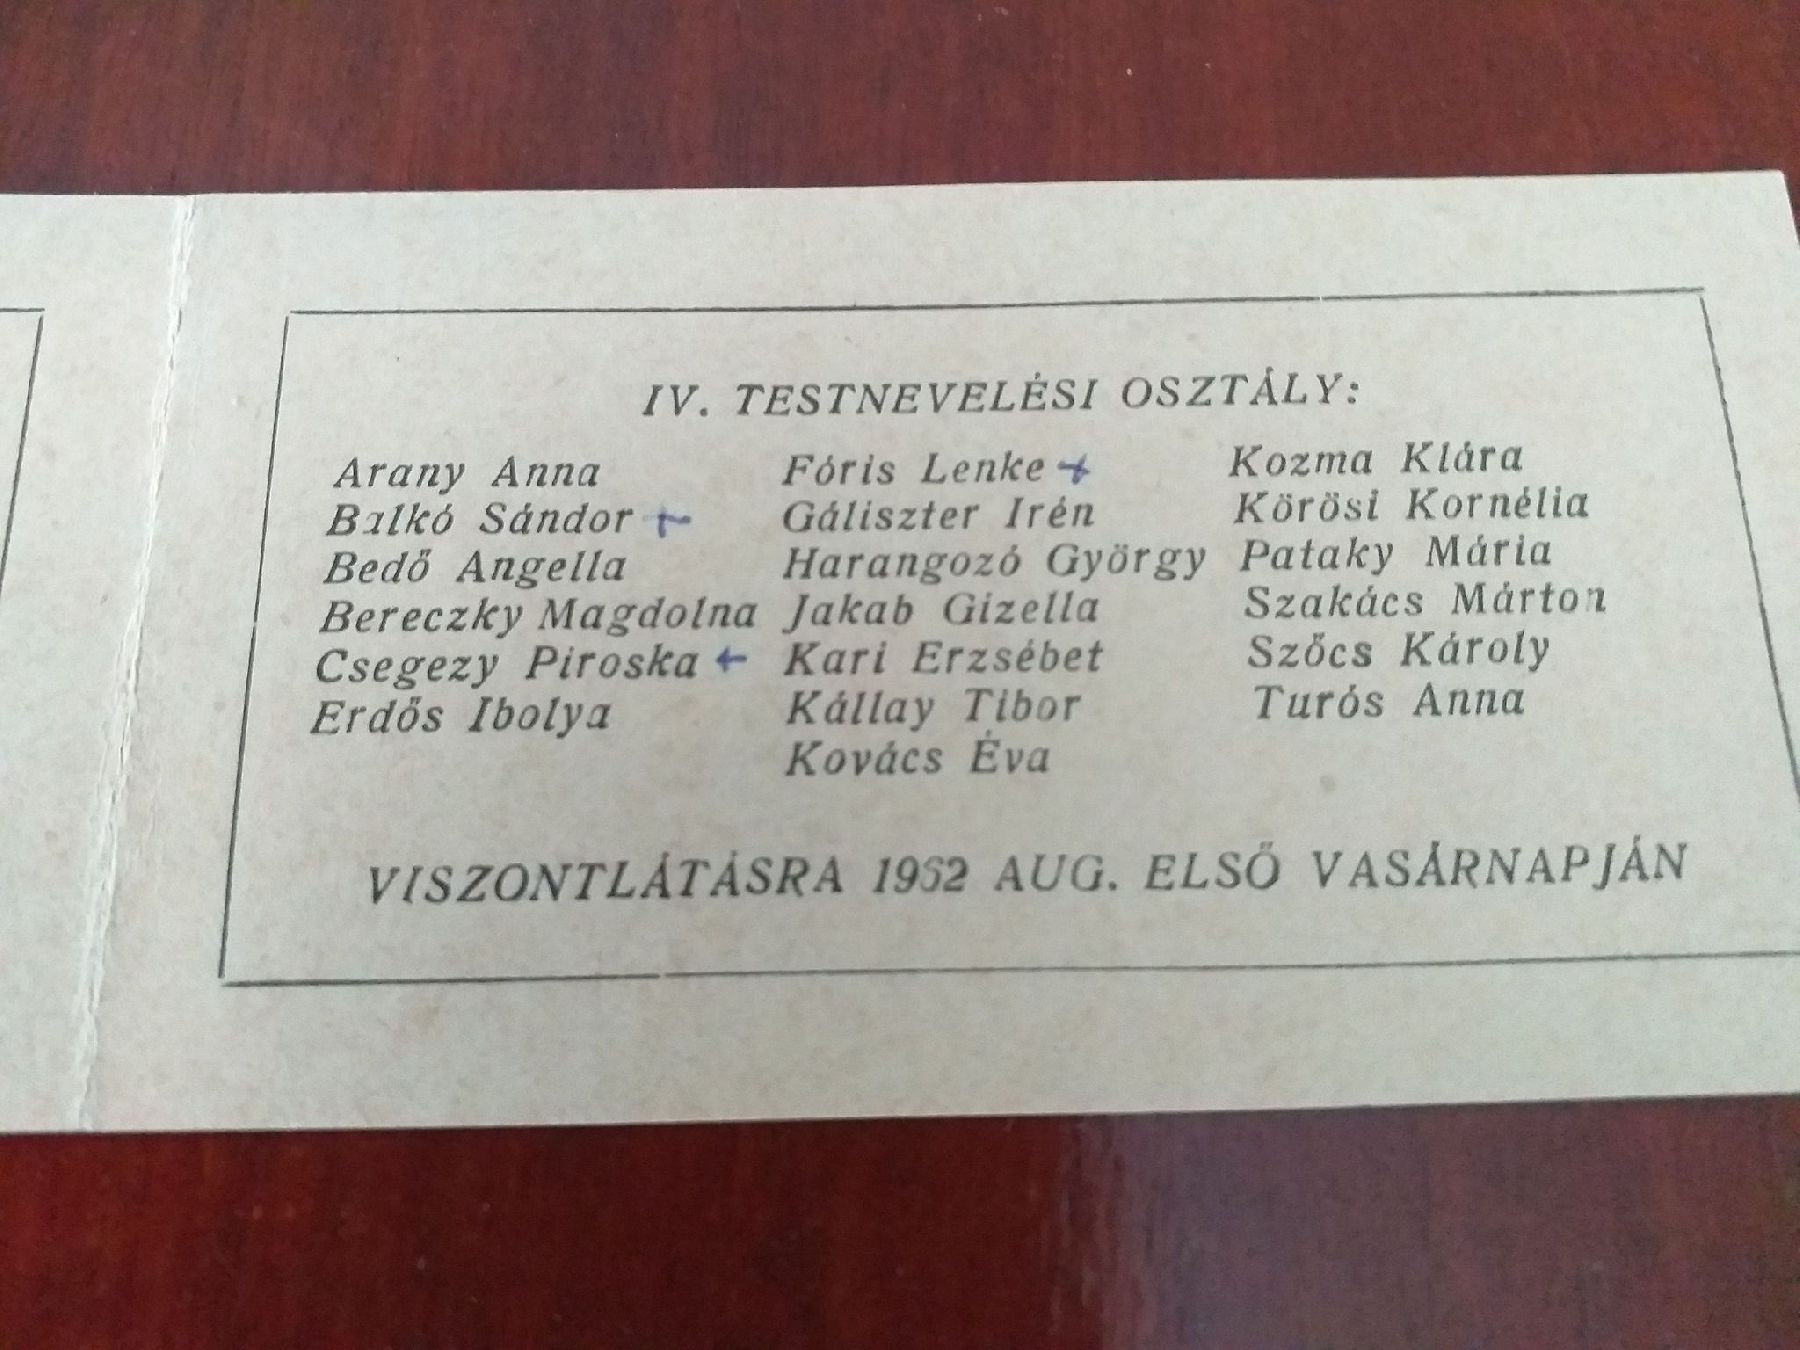 IV. TESTNEVELÉSI OSZTÁLY:
Arany Anna
Balkó Sándor
Bedő Angella
Bereczky Magdolna
Csegezy Piroska
Erdős Ibolya
Fóris Lenke
Gáliszter Irén
Harangozó György
Jakab Gizella
Kari Erzsébet
Kállay Tibor
Kovács Éva
Kozma Klára
Körösi Kornélia
Pataky Mária
Szakács Márton
Szőcs Károly
Turós Anna
VISZONTLÁTÁSRA 1962 AUG. ELSŐ VASÁRNAPJÁN